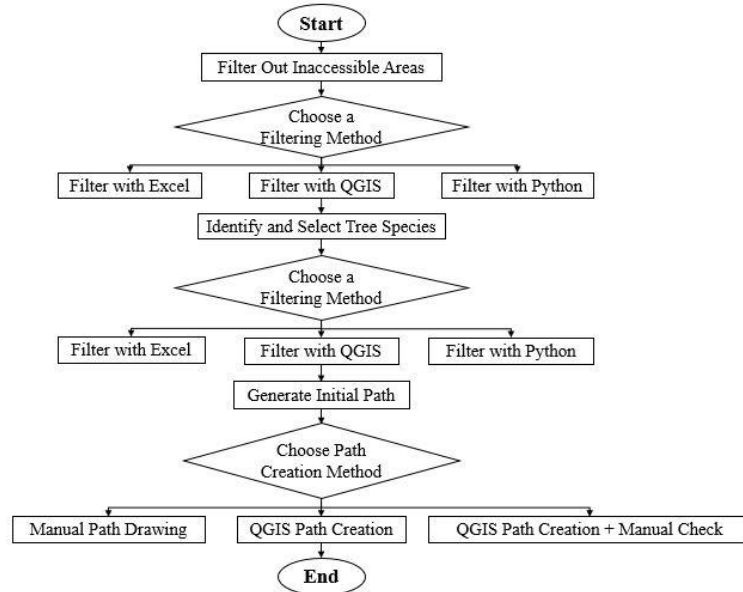 Start
Filter Out Inaccessible Areas
Choose a
Filtering Method
Filter with Excel
Filter with QGIS
Filter with Python
Identify and Select Tree Species
Choose a
Filtering Method
Filter with Excel
Filter with QGIS
Filter with Python
Generate Initial Path
Choose Path
Creation Method
Manual Path Drawing
QGIS Path Creation
QGIS Path Creation + Manual Check
End